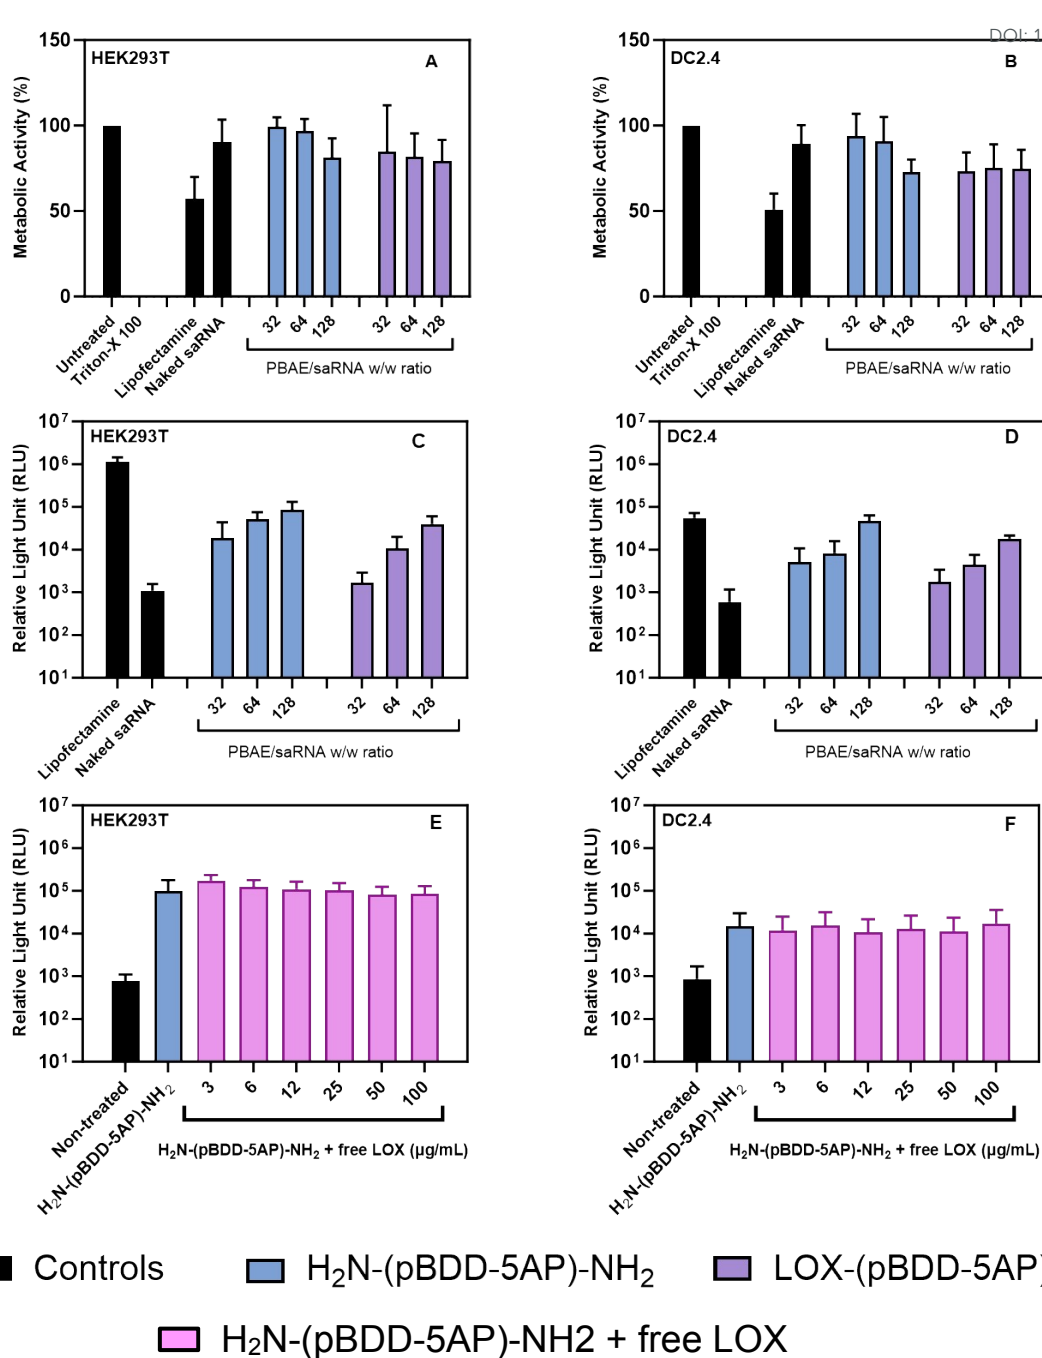 DOI: 1
HEK293T
A
Metabolic Activity (%)
150
100
50
0
Untreated
Triton-X 100
Lipofectamine
Naked saRNA
32
64
128
32
64
128
PBAE/saRNA w/w ratio
DC2.4
B
Metabolic Activity (%)
150
100
50
0
Untreated
Triton-X 100
Lipofectamine
Naked saRNA
32
64
128
32
64
128
PBAE/saRNA w/w ratio
HEK293T
C
Relative Light Unit (RLU)
10⁷
10⁶
10⁵
10⁴
10³
10²
10¹
Lipofectamine
Naked saRNA
32
64
128
32
64
128
PBAE/saRNA w/w ratio
DC2.4
D
Relative Light Unit (RLU)
10⁷
10⁶
10⁵
10⁴
10³
10²
10¹
Lipofectamine
Naked saRNA
32
64
128
32
64
128
PBAE/saRNA w/w ratio
HEK293T
E
Relative Light Unit (RLU)
10⁷
10⁶
10⁵
10⁴
10³
10²
10¹
Non-treated
H₂N-(pBDD-5AP)-NH₂
3
6
12
25
50
100
H₂N-(pBDD-5AP)-NH₂ + free LOX (µg/mL)
DC2.4
F
Relative Light Unit (RLU)
10⁷
10⁶
10⁵
10⁴
10³
10²
10¹
Non-treated
H₂N-(pBDD-5AP)-NH₂
3
6
12
25
50
100
H₂N-(pBDD-5AP)-NH₂ + free LOX (µg/mL)
Controls
H₂N-(pBDD-5AP)-NH₂
LOX-(pBDD-5AP)
H₂N-(pBDD-5AP)-NH2 + free LOX